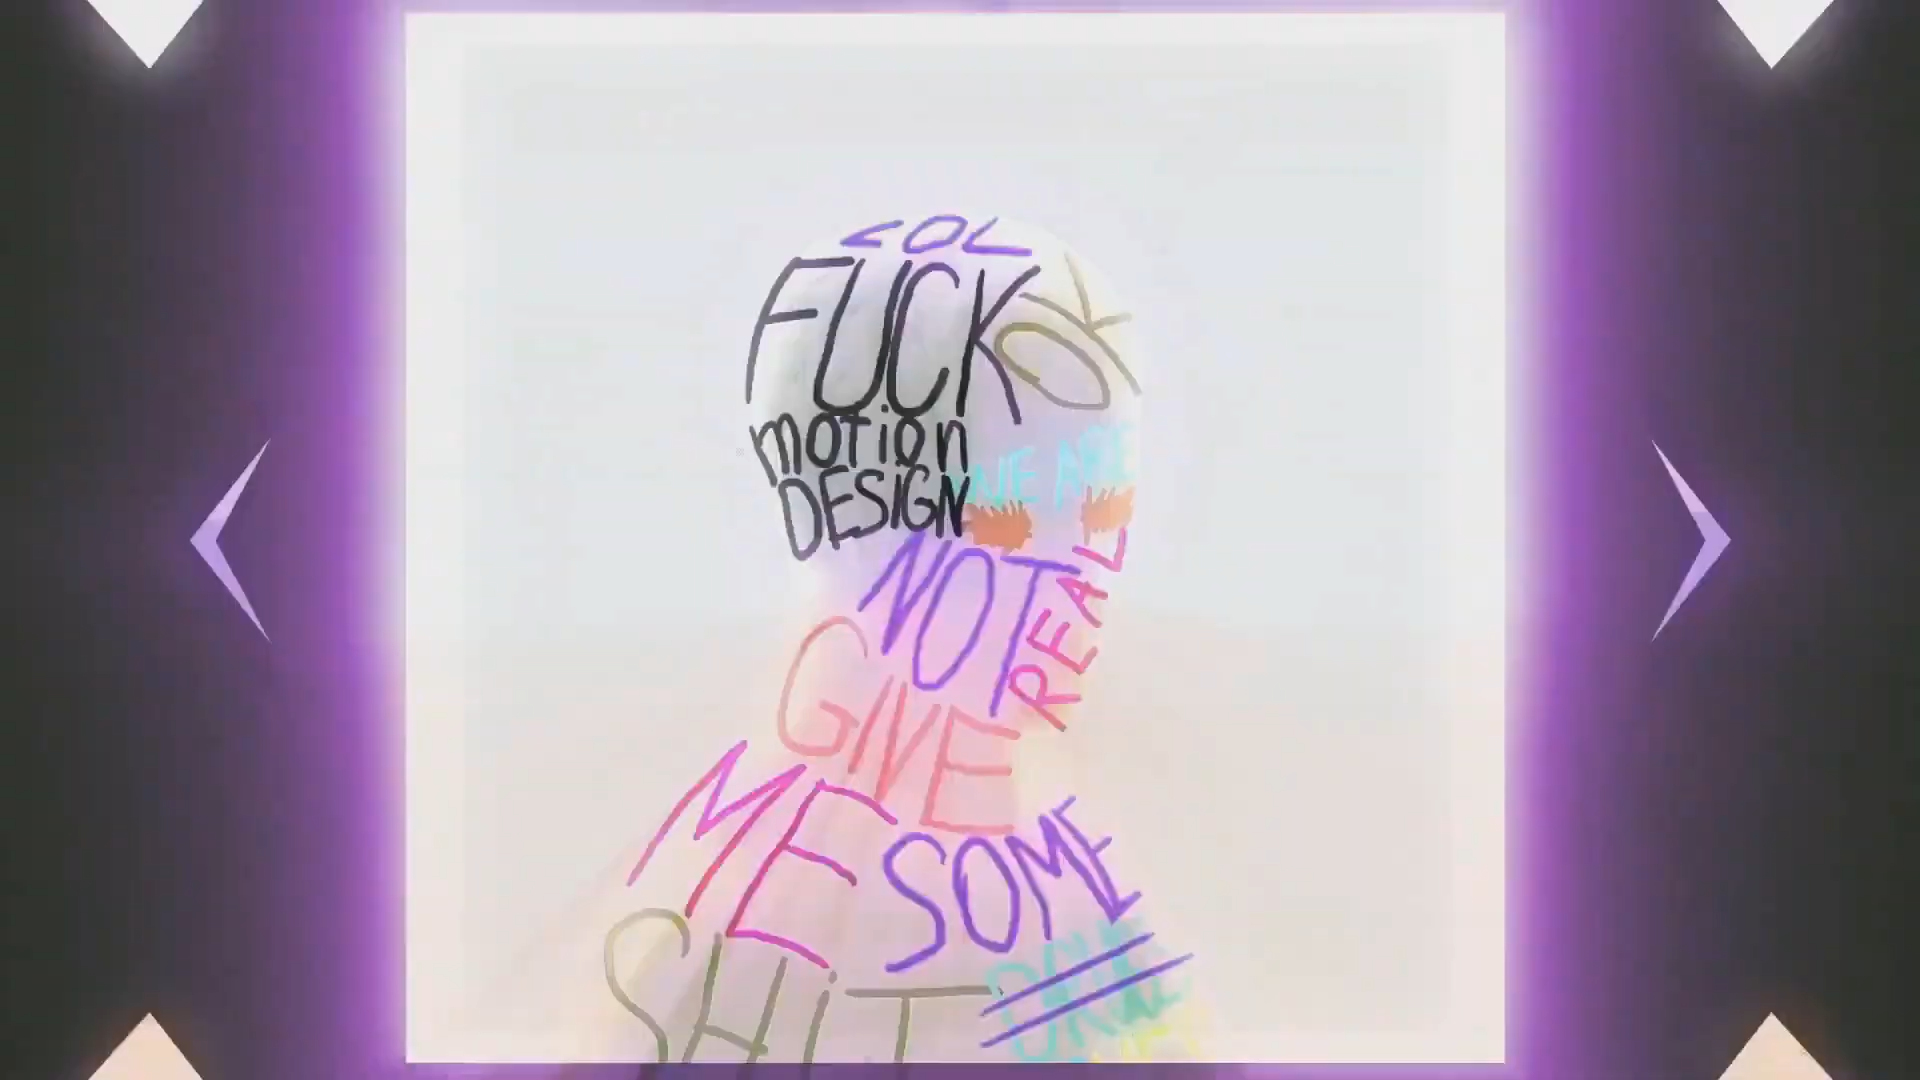 LOL
FUCK
OK
motion
DESIGN
WE ARE
NOT
REAL
GIVE
ME
SOME
SHiT